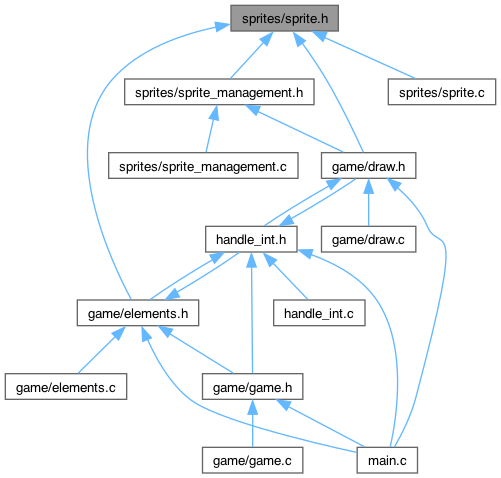 sprites/sprite.h
sprites/sprite_management.h
sprites/sprite.c
sprites/sprite_management.c
game/draw.h
handle_int.h
game/draw.c
game/elements.h
handle_int.c
game/elements.c
game/game.h
game/game.c
main.c